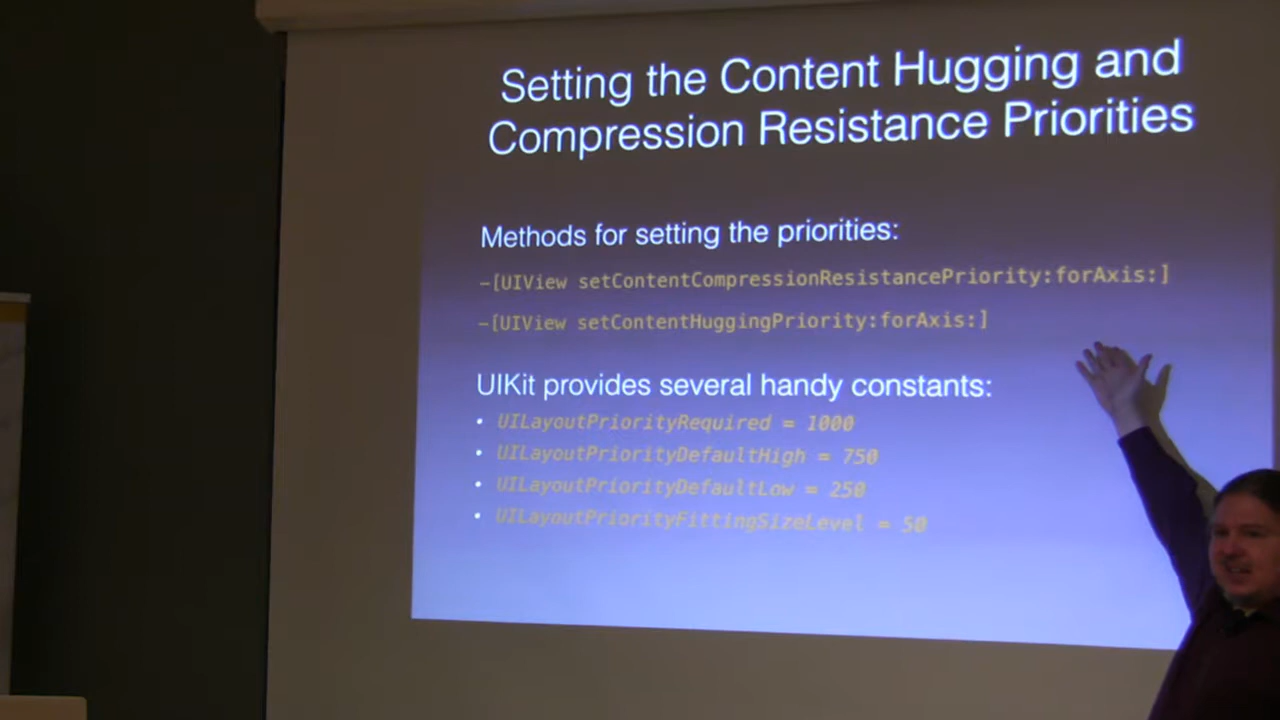 Setting the Content Hugging and
Compression Resistance Priorities
Methods for setting the priorities:
-[UIView setContentCompressionResistancePriority:forAxis:]
-[UIView setContentHuggingPriority:forAxis:]
UIKit provides several handy constants:
• UILayoutPriorityRequired = 1000
• UILayoutPriorityDefaultHigh = 750
• UILayoutPriorityDefaultLow = 250
• UILayoutPriorityFittingSizeLevel = 50